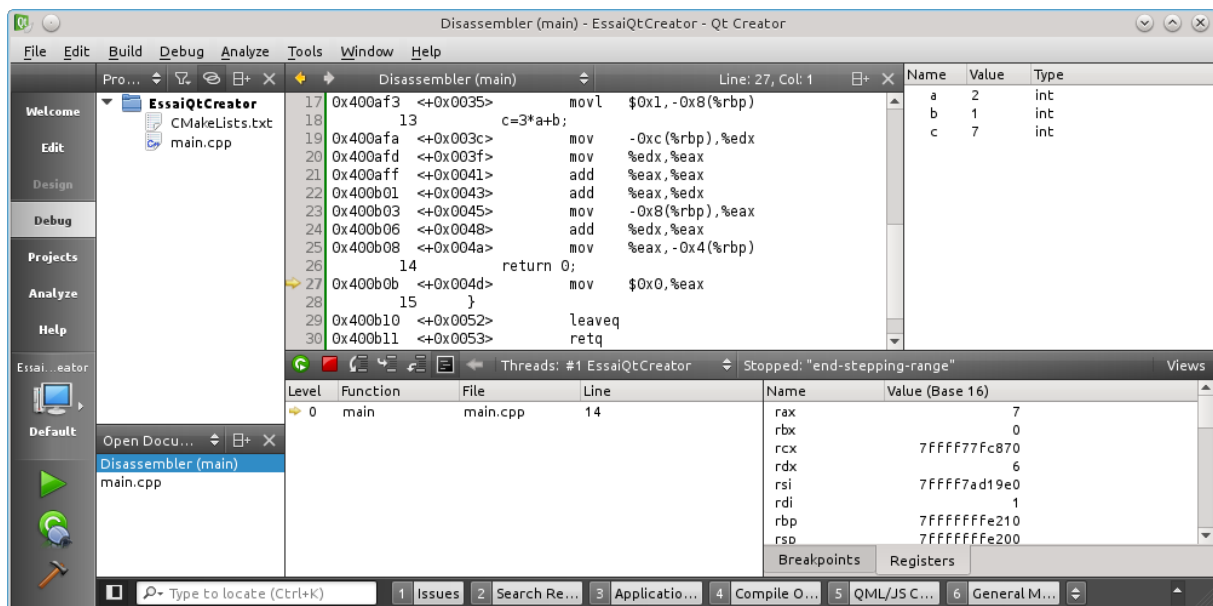 Disassembler (main) - EssaiQtCreator - Qt Creator
File Edit Build Debug Analyze Tools Window Help
Pro...
Disassembler (main)
Line: 27, Col: 1
Name Value Type
Welcome
Edit
Design
Debug
Projects
Analyze
Help
Essai...eator
Default
EssaiQtCreator
CMakeLists.txt
main.cpp
17 0x400af3 <+0x0035> movl $0x1,-0x8(%rbp)
18 13 c=3*a+b;
19 0x400afa <+0x003c> mov -0xc(%rbp),%edx
20 0x400afd <+0x003f> mov %edx,%eax
21 0x400aff <+0x0041> add %eax,%eax
22 0x400b01 <+0x0043> add %eax,%edx
23 0x400b03 <+0x0045> mov -0x8(%rbp),%eax
24 0x400b06 <+0x0048> add %edx,%eax
25 0x400b08 <+0x004a> mov %eax,-0x4(%rbp)
26 14 return 0;
27 0x400b0b <+0x004d> mov $0x0,%eax
28 15 }
29 0x400b10 <+0x0052> leaveq
30 0x400b11 <+0x0053> retq
a 2 int
b 1 int
c 7 int
Threads: #1 EssaiQtCreator
Stopped: "end-stepping-range"
Views
Level Function File Line
0 main main.cpp 14
Name Value (Base 16)
rax 7
rbx 0
rcx 7ffff77fc870
rdx 6
rsi 7ffff7ad19e0
rdi 1
rbp 7fffffffe210
rsp 7fffffffe200
Breakpoints Registers
Open Docu...
Disassembler (main)
main.cpp
Type to locate (Ctrl+K)
1 Issues 2 Search Re... 3 Applicatio... 4 Compile O... 5 QML/JS C... 6 General M...